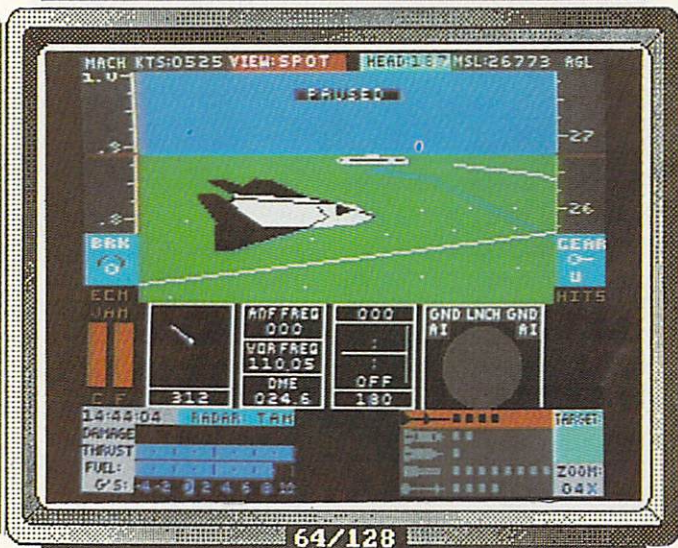 MACH KTS:0525 VIEW:SPOT HEAD:187 MSL:26773 AGL
1.0
PAUSED
.9
27
.8
26
BRK
GEAR
U
ECM
JAM
HITS
C F
312
ADF FREQ
000
VOR FREQ
110.05
DME
024.6
000
OFF
180
GND LNCH GND
AI AI
14:44:04 RADAR: TAM
DAMAGE
THRUST
FUEL:
G'S: -4 -2 0 2 4 6 8 10
TARGET:
ZOOM:
04X
64/128